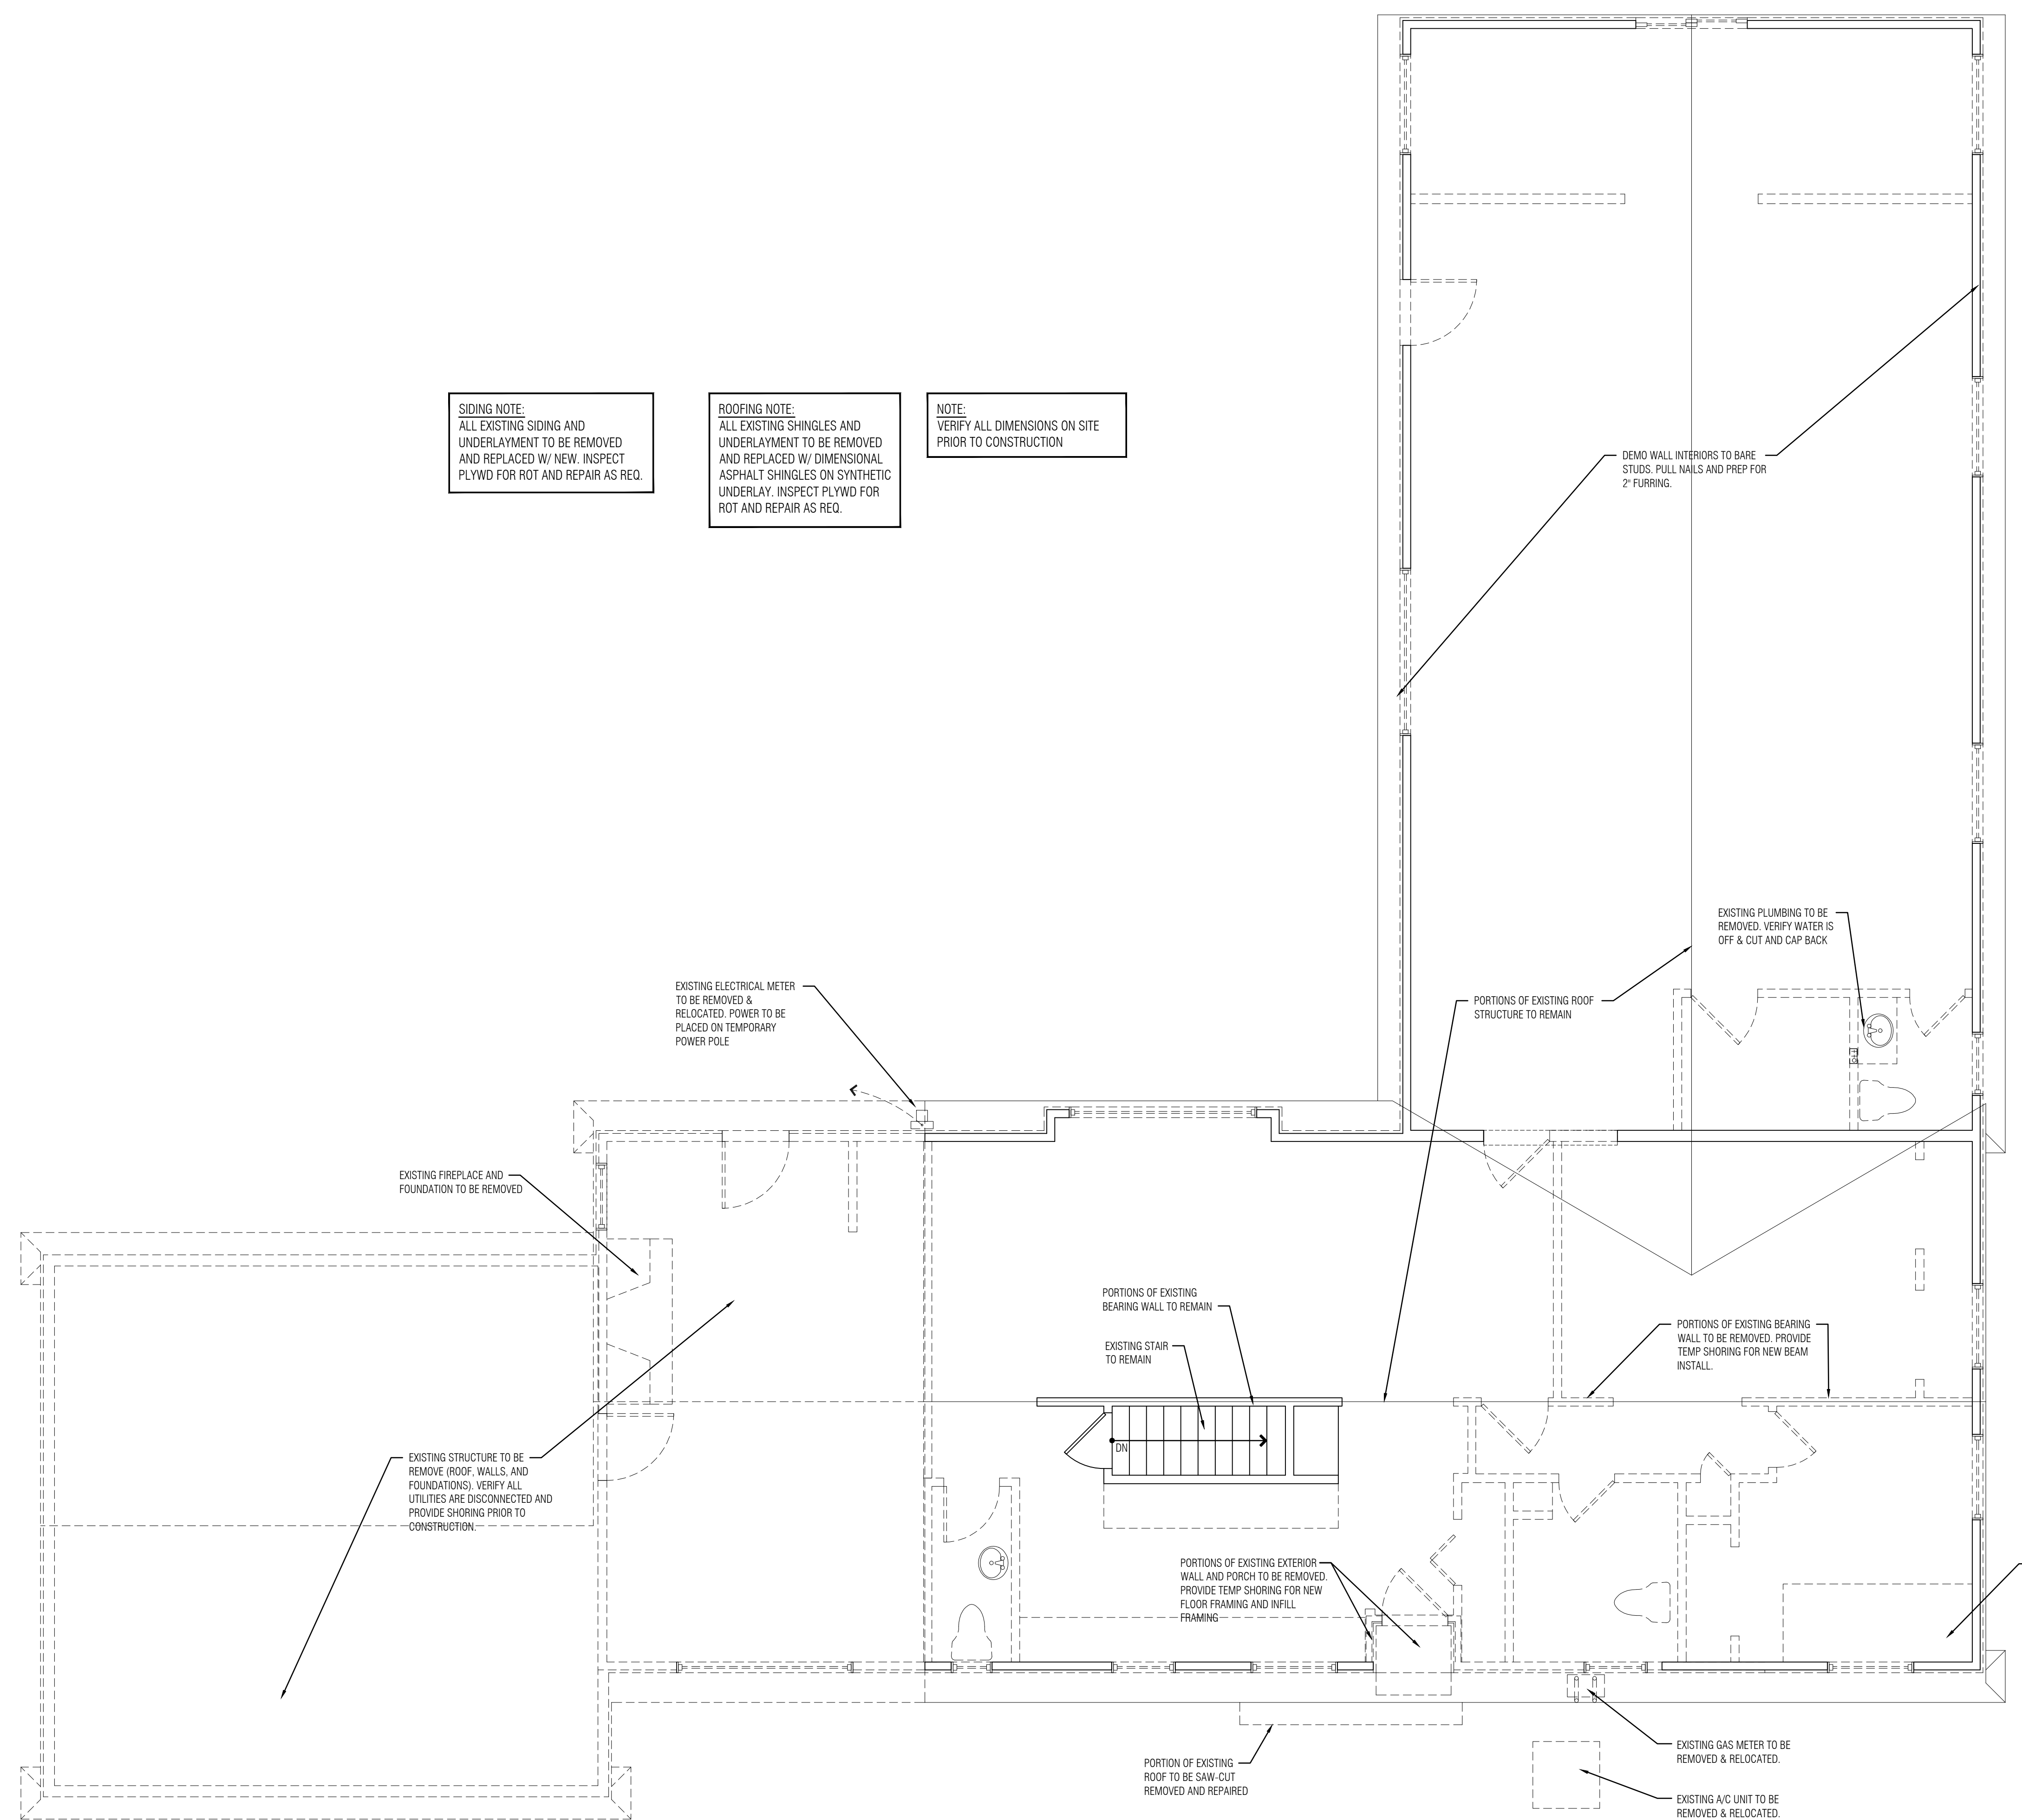 SIDING NOTE:
ALL EXISTING SIDING AND
UNDERLAYMENT TO BE REMOVED
AND REPLACED W/ NEW. INSPECT
PLYWD FOR ROT AND REPAIR AS REQ.
ROOFING NOTE:
ALL EXISTING SHINGLES AND
UNDERLAYMENT TO BE REMOVED
AND REPLACED W/ DIMENSIONAL
ASPHALT SHINGLES ON SYNTHETIC
UNDERLAY. INSPECT PLYWD FOR
ROT AND REPAIR AS REQ.
NOTE:
VERIFY ALL DIMENSIONS ON SITE
PRIOR TO CONSTRUCTION
DEMO WALL INTERIORS TO BARE
STUDS. PULL NAILS AND PREP FOR
2" FURRING.
EXISTING PLUMBING TO BE
REMOVED. VERIFY WATER IS
OFF & CUT AND CAP BACK
EXISTING ELECTRICAL METER
TO BE REMOVED &
RELOCATED. POWER TO BE
PLACED ON TEMPORARY
POWER POLE
PORTIONS OF EXISTING ROOF
STRUCTURE TO REMAIN
EXISTING FIREPLACE AND
FOUNDATION TO BE REMOVED
PORTIONS OF EXISTING
BEARING WALL TO REMAIN
EXISTING STAIR
TO REMAIN
PORTIONS OF EXISTING BEARING
WALL TO BE REMOVED. PROVIDE
TEMP SHORING FOR NEW BEAM
INSTALL.
DN
EXISTING STRUCTURE TO BE
REMOVE (ROOF, WALLS, AND
FOUNDATIONS). VERIFY ALL
UTILITIES ARE DISCONNECTED AND
PROVIDE SHORING PRIOR TO
CONSTRUCTION.
PORTIONS OF EXISTING EXTERIOR
WALL AND PORCH TO BE REMOVED.
PROVIDE TEMP SHORING FOR NEW
FLOOR FRAMING AND INFILL
FRAMING
EXISTING GAS METER TO BE
REMOVED & RELOCATED.
PORTION OF EXISTING
ROOF TO BE SAW-CUT
REMOVED AND REPAIRED
EXISTING A/C UNIT TO BE
REMOVED & RELOCATED.